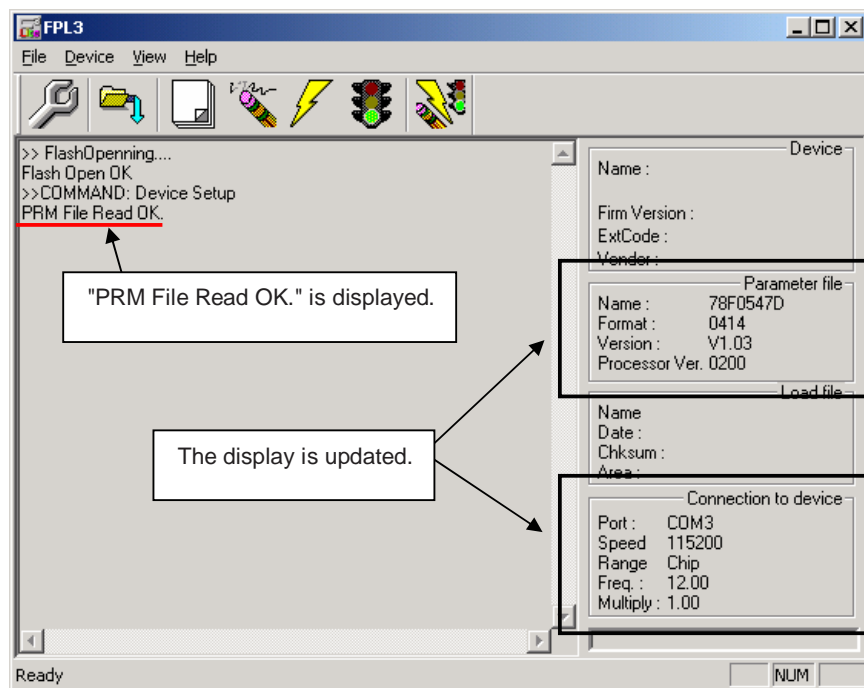 FPL3
File Device View Help
>> FlashOpenning....
Flash Open OK
>>COMMAND: Device Setup
PRM File Read OK.
"PRM File Read OK." is displayed.
The display is updated.
Device
Name :
Firm Version :
ExtCode :
Vendor :
Parameter file
Name : 78F0547D
Format : 0414
Version : V1.03
Processor Ver. 0200
Load file
Name
Date :
Chksum :
Area :
Connection to device
Port : COM3
Speed 115200
Range Chip
Freq. : 12.00
Multiply : 1.00
Ready NUM